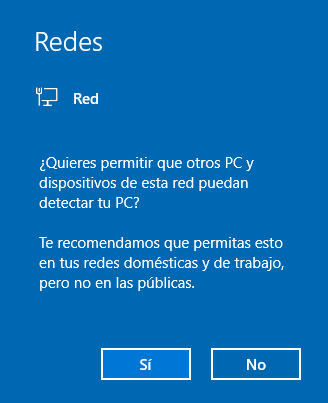 Redes
Red
¿Quieres permitir que otros PC y
dispositivos de esta red puedan
detectar tu PC?
Te recomendamos que permitas esto
en tus redes domésticas y de trabajo,
pero no en las públicas.
Sí
No